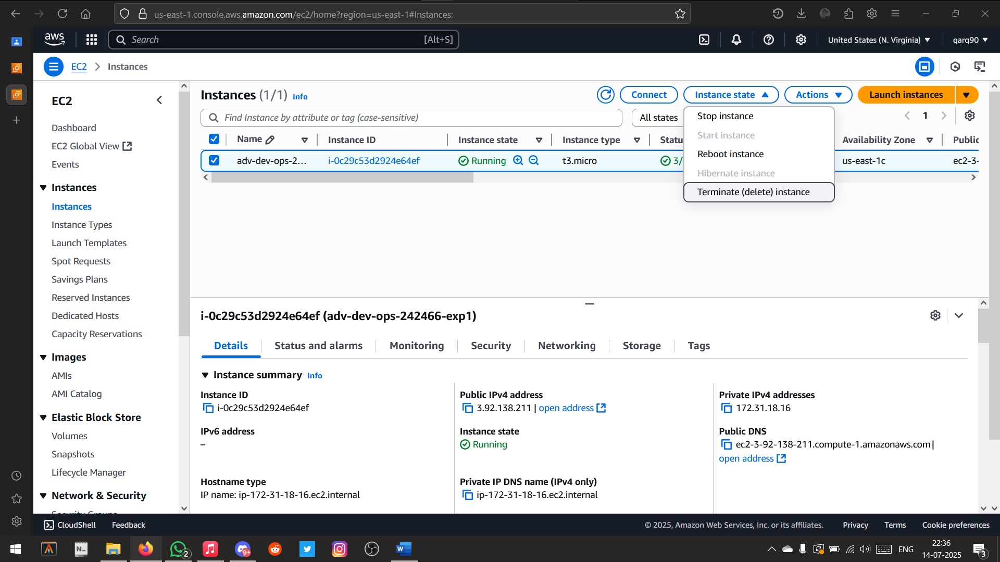 us-east-1.console.aws.amazon.com/ec2/home?region=us-east-1#Instances:
aws
Search
[Alt+S]
United States (N. Virginia)
qarq90
EC2
Instances
EC2
Dashboard
EC2 Global View
Events
Instances
Instances
Instance Types
Launch Templates
Spot Requests
Savings Plans
Reserved Instances
Dedicated Hosts
Capacity Reservations
Images
AMIs
AMI Catalog
Elastic Block Store
Volumes
Snapshots
Lifecycle Manager
Network & Security
Security Groups
Instances (1/1) Info
Connect
Instance state
Actions
Launch instances
Find Instance by attribute or tag (case-sensitive)
All states
1
Stop instance
Start instance
Reboot instance
Hibernate instance
Terminate (delete) instance
Name
Instance ID
Instance state
Instance type
Statu
Availability Zone
Public
adv-dev-ops-2...
i-0c29c53d2924e64ef
Running
t3.micro
3/
us-east-1c
ec2-3-
i-0c29c53d2924e64ef (adv-dev-ops-242466-exp1)
Details
Status and alarms
Monitoring
Security
Networking
Storage
Tags
Instance summary Info
Instance ID
i-0c29c53d2924e64ef
Public IPv4 address
3.92.138.211 | open address
Private IPv4 addresses
172.31.18.16
IPv6 address
–
Instance state
Running
Public DNS
ec2-3-92-138-211.compute-1.amazonaws.com |
open address
Hostname type
IP name: ip-172-31-18-16.ec2.internal
Private IP DNS name (IPv4 only)
ip-172-31-18-16.ec2.internal
CloudShell
Feedback
© 2025, Amazon Web Services, Inc. or its affiliates.
Privacy
Terms
Cookie preferences
N_
2
9+
W
ENG
22:36
14-07-2025
3